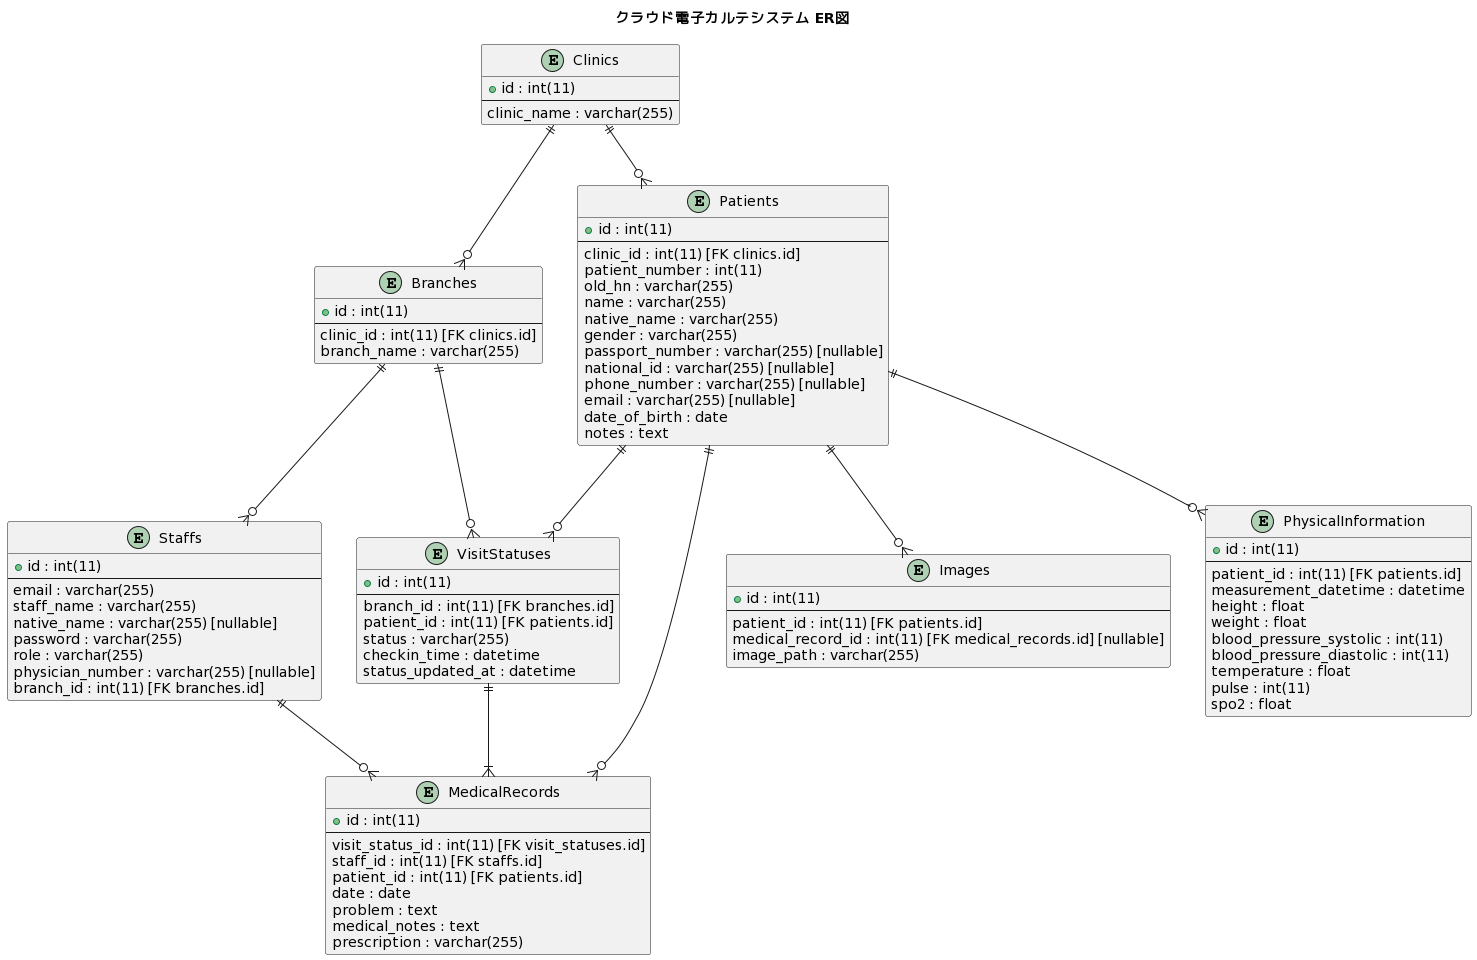 クラウド電子カルテシステム ER図
E Clinics
id : int(11)
clinic_name : varchar(255)
E Patients
id : int(11)
clinic_id : int(11) [FK clinics.id]
patient_number : int(11)
old_hn : varchar(255)
name : varchar(255)
native_name : varchar(255)
gender : varchar(255)
passport_number : varchar(255) [nullable]
national_id : varchar(255) [nullable]
phone_number : varchar(255) [nullable]
email : varchar(255) [nullable]
date_of_birth : date
notes : text
E Branches
id : int(11)
clinic_id : int(11) [FK clinics.id]
branch_name : varchar(255)
E Staffs
id : int(11)
email : varchar(255)
staff_name : varchar(255)
native_name : varchar(255) [nullable]
password : varchar(255)
role : varchar(255)
physician_number : varchar(255) [nullable]
branch_id : int(11) [FK branches.id]
E VisitStatuses
id : int(11)
branch_id : int(11) [FK branches.id]
patient_id : int(11) [FK patients.id]
status : varchar(255)
checkin_time : datetime
status_updated_at : datetime
E Images
id : int(11)
patient_id : int(11) [FK patients.id]
medical_record_id : int(11) [FK medical_records.id] [nullable]
image_path : varchar(255)
E PhysicalInformation
id : int(11)
patient_id : int(11) [FK patients.id]
measurement_datetime : datetime
height : float
weight : float
blood_pressure_systolic : int(11)
blood_pressure_diastolic : int(11)
temperature : float
pulse : int(11)
spo2 : float
E MedicalRecords
id : int(11)
visit_status_id : int(11) [FK visit_statuses.id]
staff_id : int(11) [FK staffs.id]
patient_id : int(11) [FK patients.id]
date : date
problem : text
medical_notes : text
prescription : varchar(255)